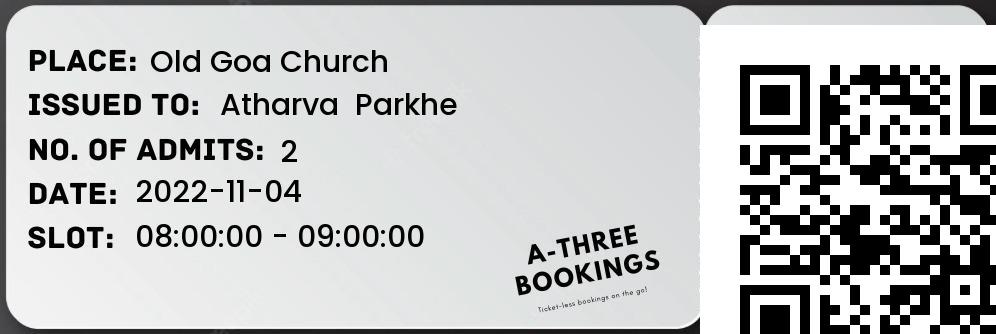 PLACE: Old Goa Church
ISSUED TO: Atharva Parkhe
NO. OF ADMITS: 2
DATE: 2022-11-04
SLOT: 08:00:00 - 09:00:00
A-THREE
BOOKINGS
Ticket-less bookings on the go!